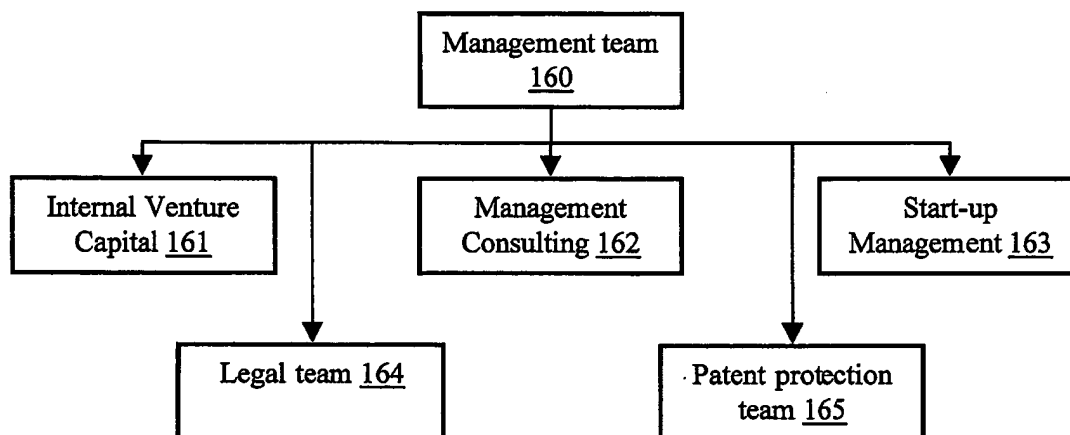 Management team
160
Internal Venture
Capital 161
Management
Consulting 162
Start-up
Management 163
Legal team 164
Patent protection
team 165